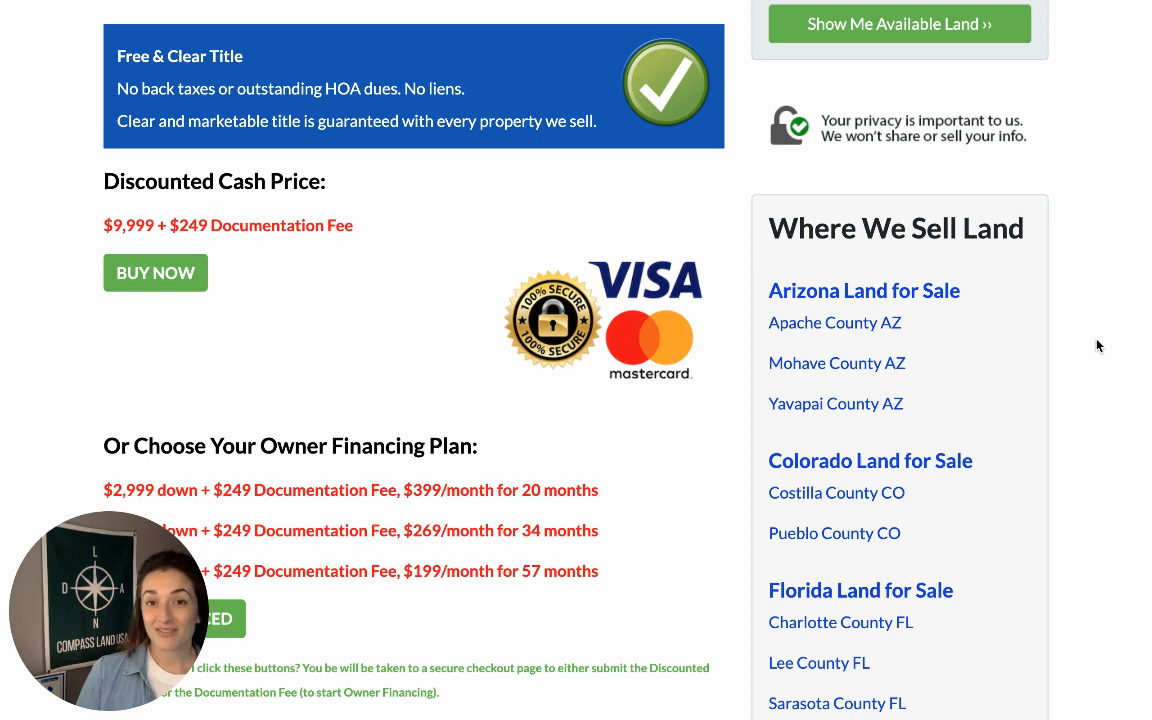 Show Me Available Land ››
Free & Clear Title
No back taxes or outstanding HOA dues. No liens.
Clear and marketable title is guaranteed with every property we sell.
Your privacy is important to us.
We won't share or sell your info.
Discounted Cash Price:
$9,999 + $249 Documentation Fee
BUY NOW
100% SECURE
100% SECURE
VISA
mastercard.
Or Choose Your Owner Financing Plan:
$2,999 down + $249 Documentation Fee, $399/month for 20 months
down + $249 Documentation Fee, $269/month for 34 months
+ $249 Documentation Fee, $199/month for 57 months
click these buttons? You be will be taken to a secure checkout page to either submit the Discounted
the Documentation Fee (to start Owner Financing).
L
D A
N
COMPASS LAND USA
Where We Sell Land
Arizona Land for Sale
Apache County AZ
Mohave County AZ
Yavapai County AZ
Colorado Land for Sale
Costilla County CO
Pueblo County CO
Florida Land for Sale
Charlotte County FL
Lee County FL
Sarasota County FL